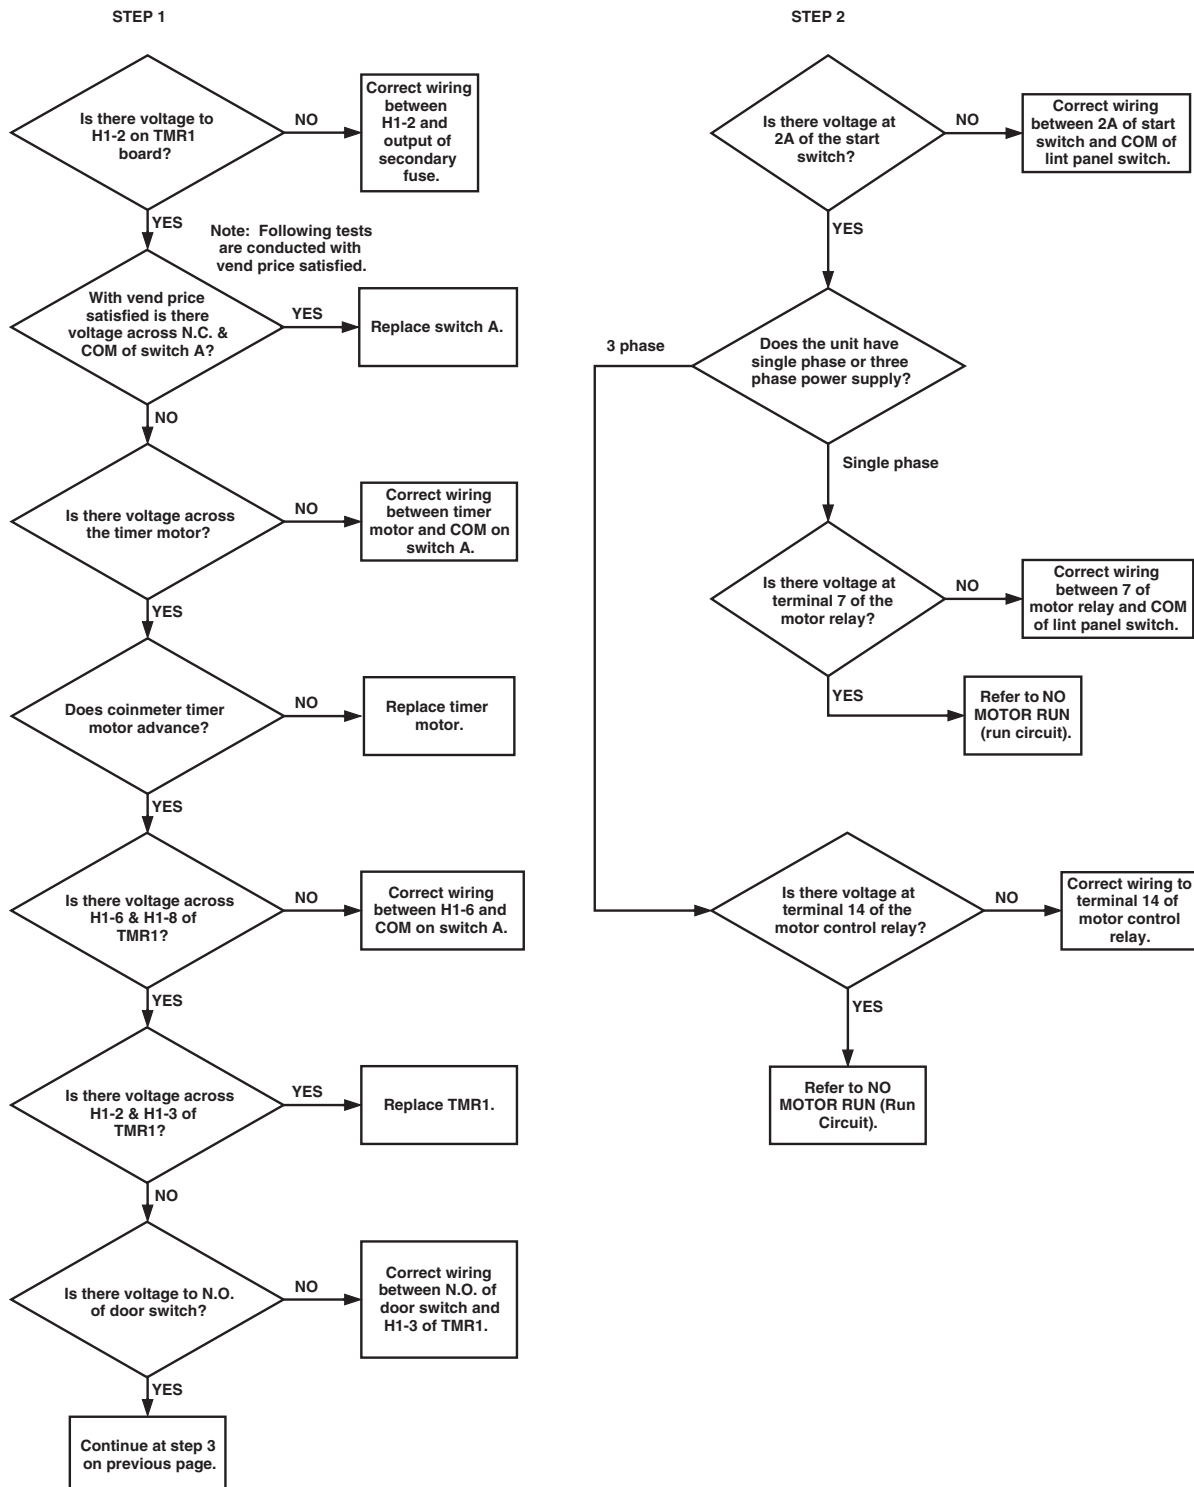 STEP 1
Is there voltage to
H1-2 on TMR1
board?
NO
Correct wiring
between
H1-2 and
output of
secondary
fuse.
YES
Note: Following tests
are conducted with
vend price satisfied.
With vend price
satisfied is there
voltage across N.C. &
COM of switch A?
YES
Replace switch A.
NO
Is there voltage across
the timer motor?
NO
Correct wiring
between timer
motor and COM on
switch A.
YES
Does coinmeter timer
motor advance?
NO
Replace timer
motor.
YES
Is there voltage across
H1-6 & H1-8 of
TMR1?
NO
Correct wiring
between H1-6 and
COM on switch A.
YES
Is there voltage across
H1-2 & H1-3 of
TMR1?
YES
Replace TMR1.
NO
Is there voltage to N.O.
of door switch?
NO
Correct wiring
between N.O. of
door switch and
H1-3 of TMR1.
YES
Continue at step 3
on previous page.
STEP 2
Is there voltage at
2A of the start
switch?
NO
Correct wiring
between 2A of start
switch and COM of
lint panel switch.
YES
Does the unit have
single phase or three
phase power supply?
3 phase
Single phase
Is there voltage at
terminal 7 of the
motor relay?
NO
Correct wiring
between 7 of
motor relay and COM
of lint panel switch.
YES
Refer to NO
MOTOR RUN
(run circuit).
Is there voltage at
terminal 14 of the
motor control relay?
NO
Correct wiring to
terminal 14 of
motor control
relay.
YES
Refer to NO
MOTOR RUN (Run
Circuit).